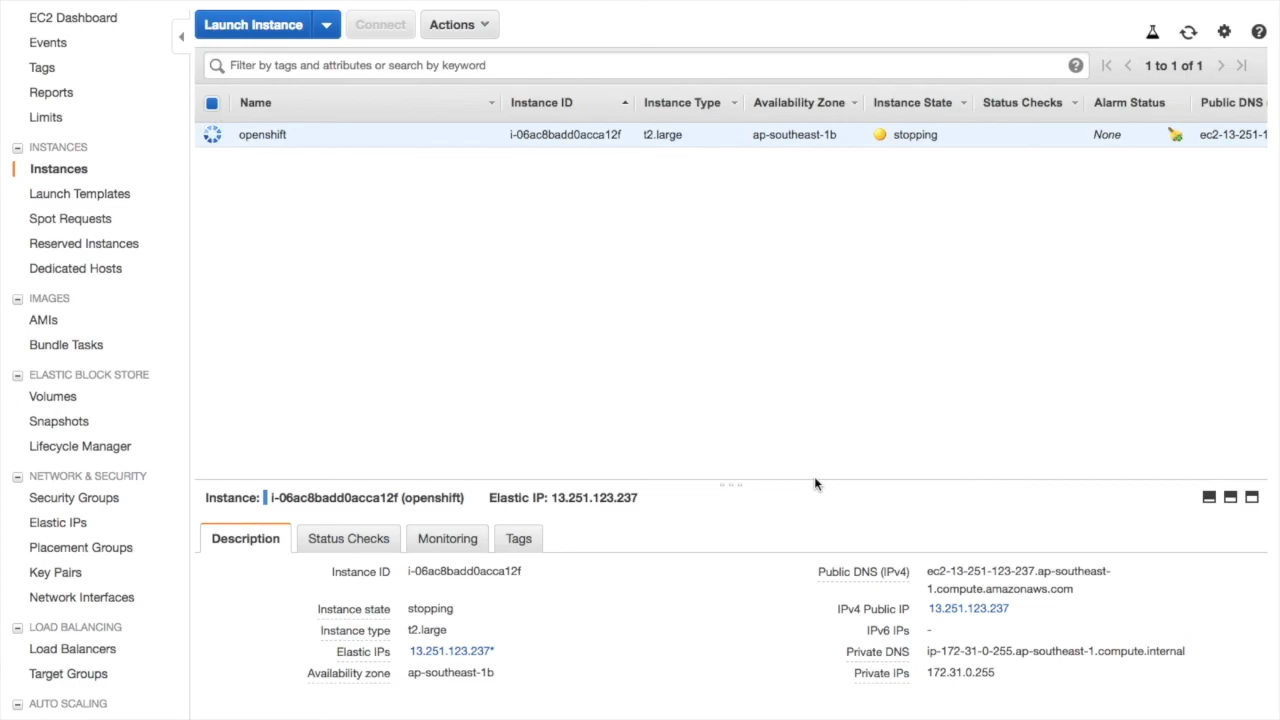 EC2 Dashboard
Events
Tags
Reports
Limits
INSTANCES
Instances
Launch Templates
Spot Requests
Reserved Instances
Dedicated Hosts
IMAGES
AMIs
Bundle Tasks
ELASTIC BLOCK STORE
Volumes
Snapshots
Lifecycle Manager
NETWORK & SECURITY
Security Groups
Elastic IPs
Placement Groups
Key Pairs
Network Interfaces
LOAD BALANCING
Load Balancers
Target Groups
AUTO SCALING
Launch Instance Connect Actions
Filter by tags and attributes or search by keyword 1 to 1 of 1
Name Instance ID Instance Type Availability Zone Instance State Status Checks Alarm Status Public DNS (
openshift i-06ac8badd0acca12f t2.large ap-southeast-1b stopping None ec2-13-251-1
Instance: i-06ac8badd0acca12f (openshift) Elastic IP: 13.251.123.237
Description Status Checks Monitoring Tags
Instance ID i-06ac8badd0acca12f
Instance state stopping
Instance type t2.large
Elastic IPs 13.251.123.237*
Availability zone ap-southeast-1b
Public DNS (IPv4) ec2-13-251-123-237.ap-southeast-
1.compute.amazonaws.com
IPv4 Public IP 13.251.123.237
IPv6 IPs -
Private DNS ip-172-31-0-255.ap-southeast-1.compute.internal
Private IPs 172.31.0.255